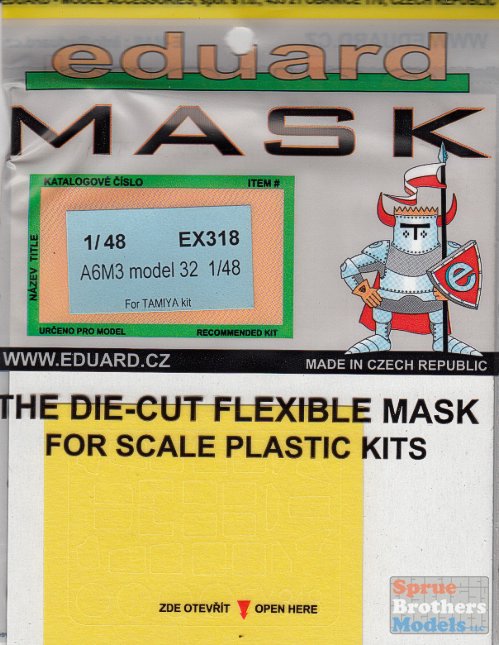 eduard
MASK
KATALOGOVÉ ČÍSLO ITEM #
NÁZEV TITLE
1/48 EX318
A6M3 model 32 1/48
For TAMIYA kit
URČENO PRO MODEL RECOMMENDED KIT
e
WWW.EDUARD.CZ MADE IN CZECH REPUBLIC
THE DIE-CUT FLEXIBLE MASK
FOR SCALE PLASTIC KITS
ZDE OTEVŘÍT OPEN HERE
Sprue
Brothers
Models LLC